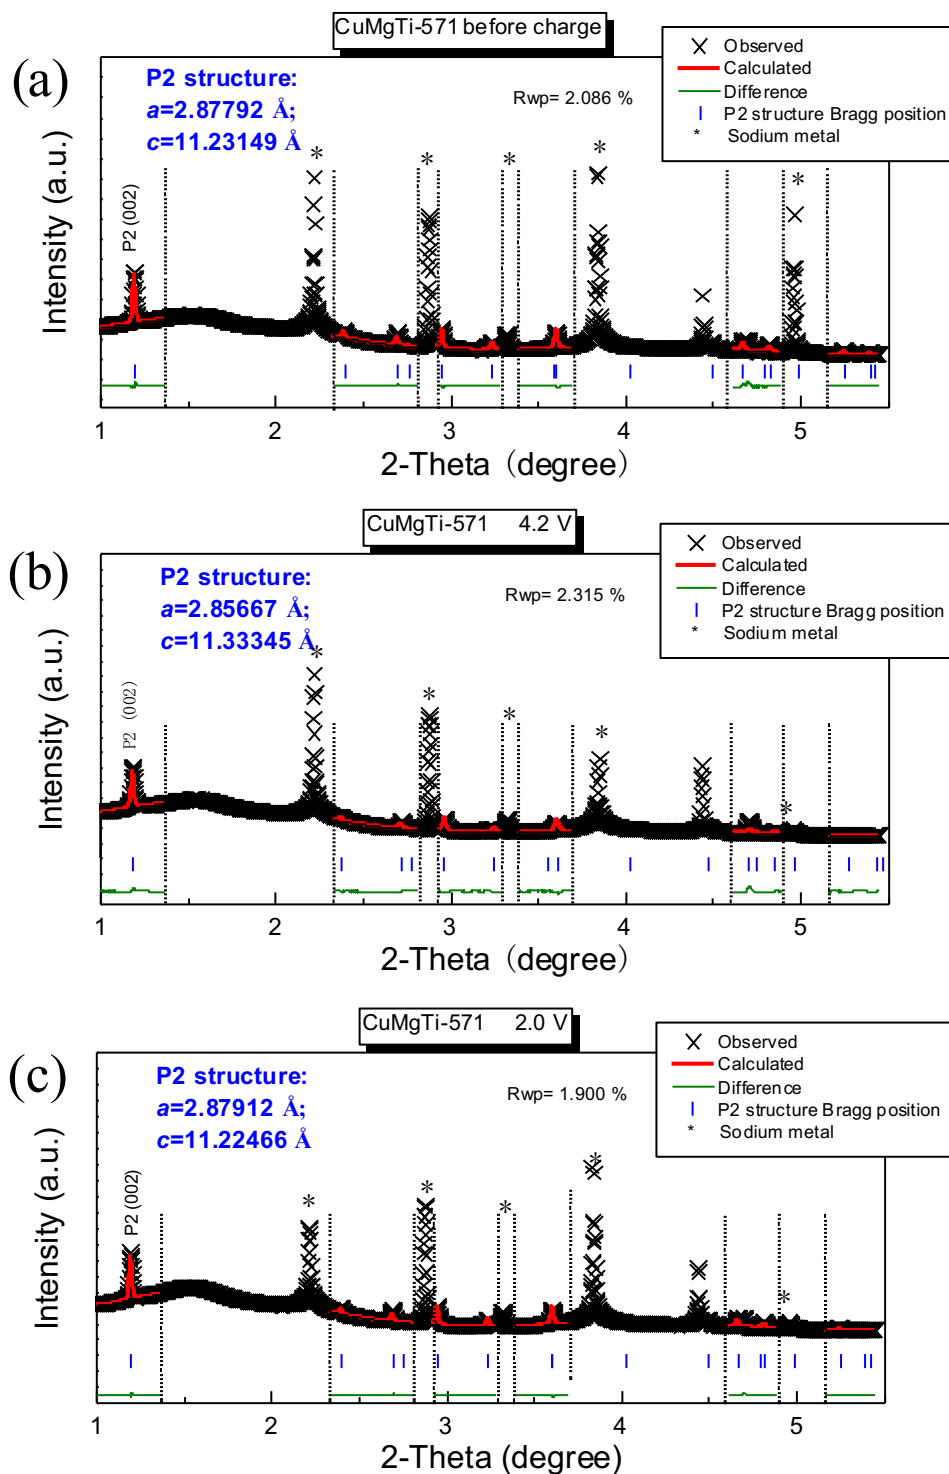 CuMgTi-571 before charge
(a)
P2 structure:
a=2.87792 Å;
c=11.23149 Å
Rwp= 2.086 %
Observed
Calculated
Difference
P2 structure Bragg position
* Sodium metal
* * * * *
P2 (002)
Intensity (a.u.)
1 2 3 4 5
2-Theta (degree)
CuMgTi-571 4.2 V
(b)
P2 structure:
a=2.85667 Å;
c=11.33345 Å
Rwp= 2.315 %
Observed
Calculated
Difference
P2 structure Bragg position
* Sodium metal
* * * * *
P2 (002)
Intensity (a.u.)
1 2 3 4 5
2-Theta (degree)
CuMgTi-571 2.0 V
(c)
P2 structure:
a=2.87912 Å;
c=11.22466 Å
Rwp= 1.900 %
Observed
Calculated
Difference
P2 structure Bragg position
* Sodium metal
* * * * *
P2 (002)
Intensity (a.u.)
1 2 3 4 5
2-Theta (degree)